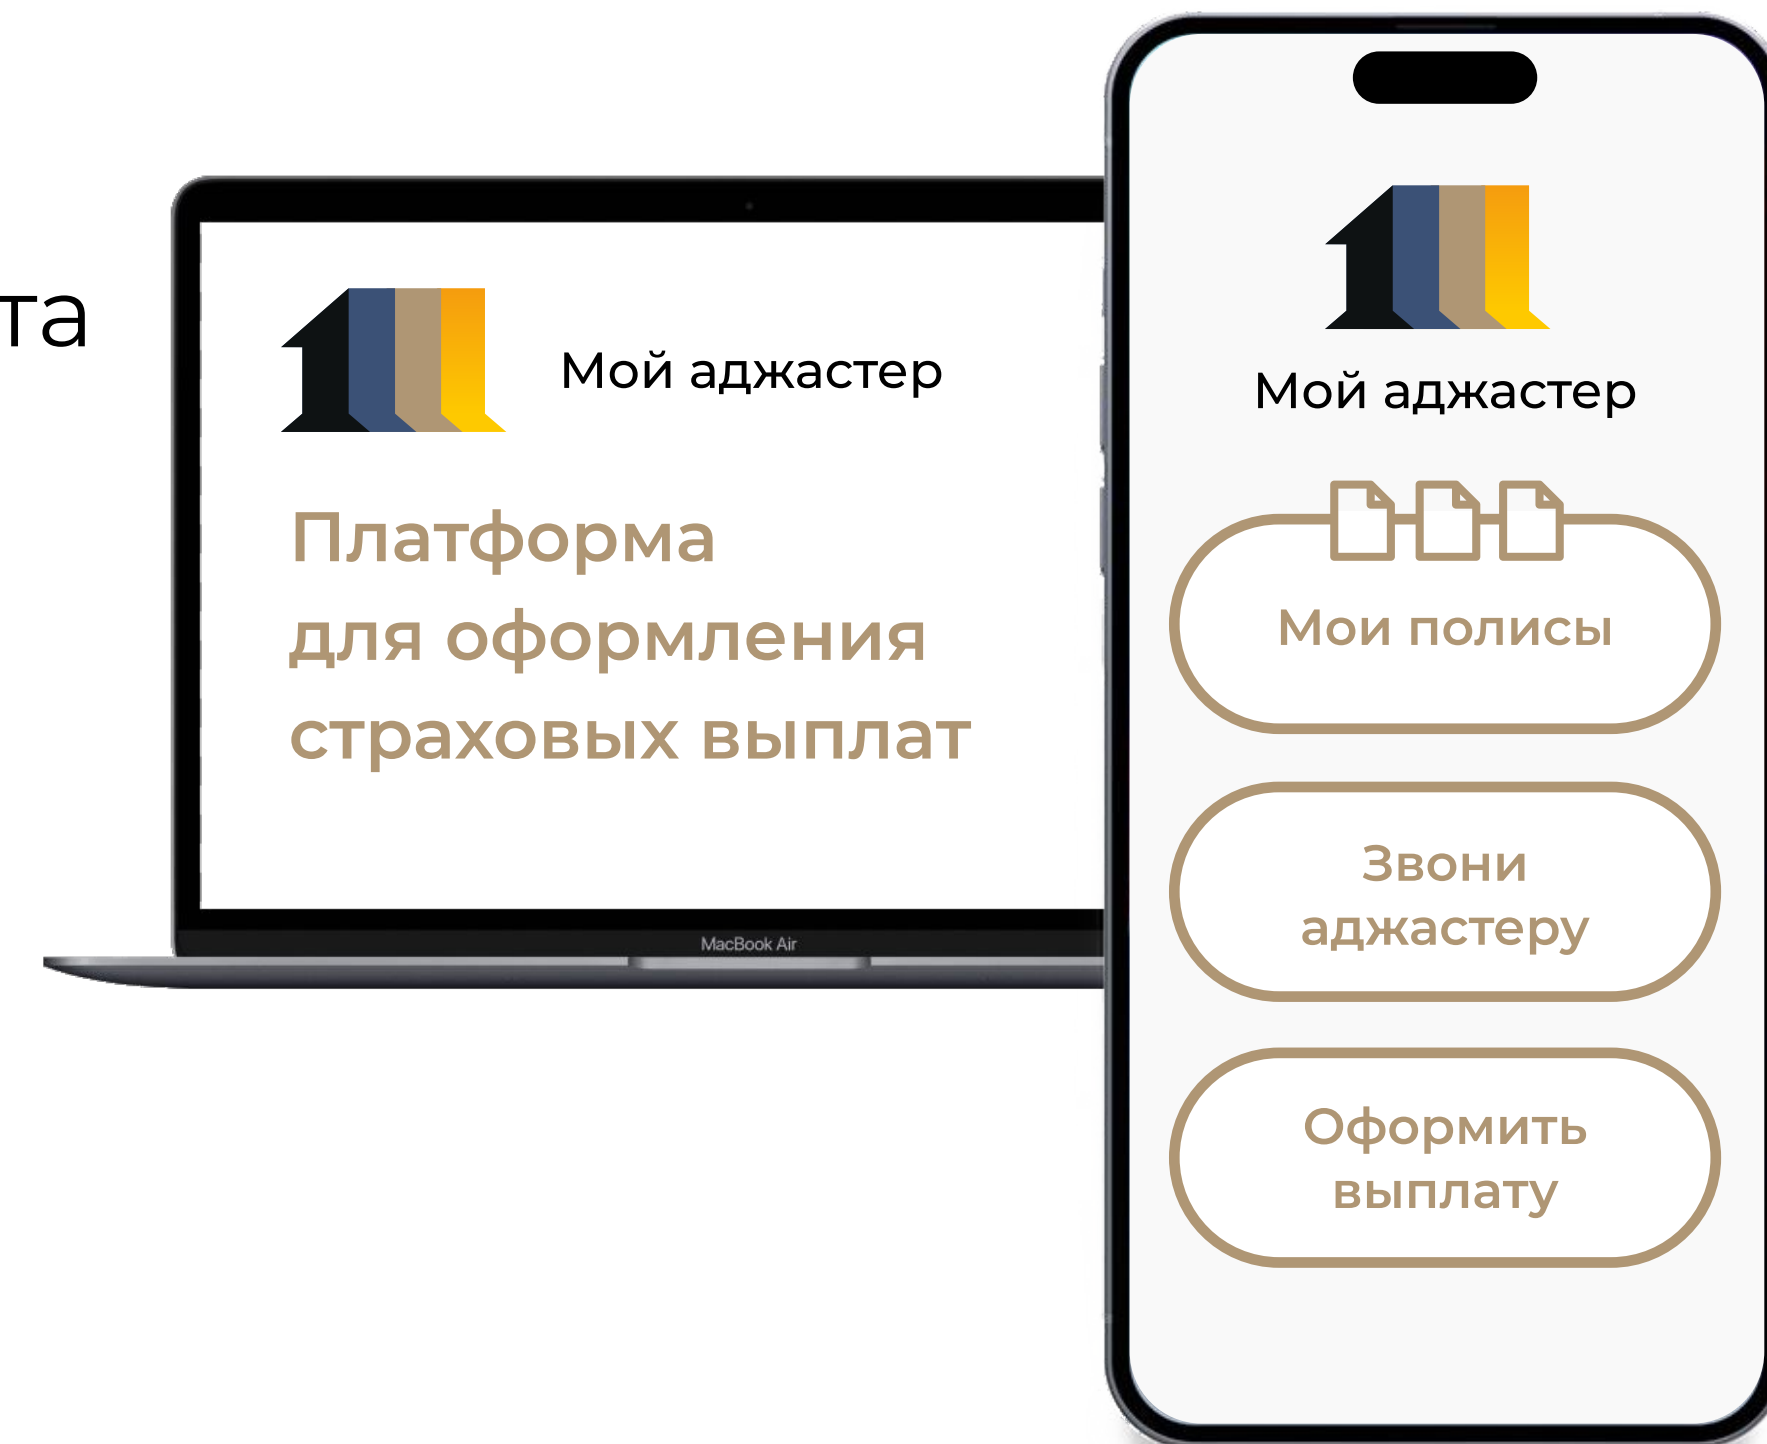 та
Мой аджастер
Платформа
для оформления
страховых выплат
MacBook Air
Мой аджастер
Мои полисы
Звони
аджастеру
Оформить
выплату